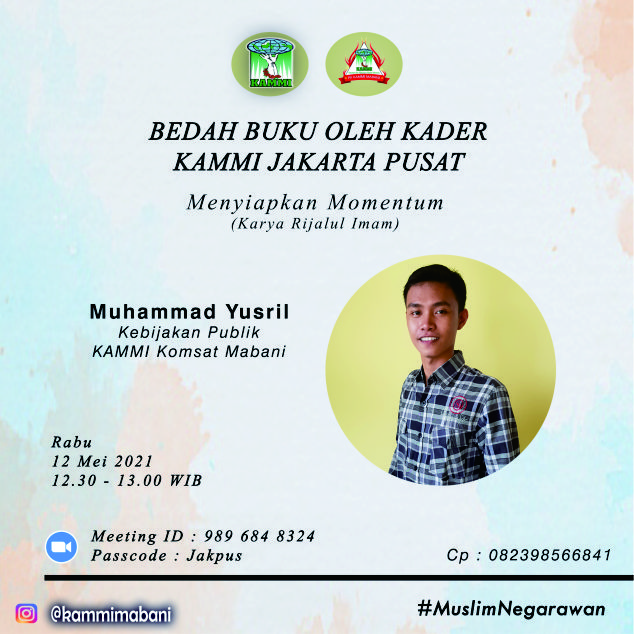 KAMMI
KAMMI
BEDAH BUKU OLEH KADER
KAMMI JAKARTA PUSAT
Menyiapkan Momentum
(Karya Rijalul Imam)
Muhammad Yusril
Kebijakan Publik
KAMMI Komsat Mabani
Rabu
12 Mei 2021
12.30 - 13.00 WIB
Meeting ID : 989 684 8324
Passcode : Jakpus
Cp : 082398566841
@kammimabani
#MuslimNegarawan